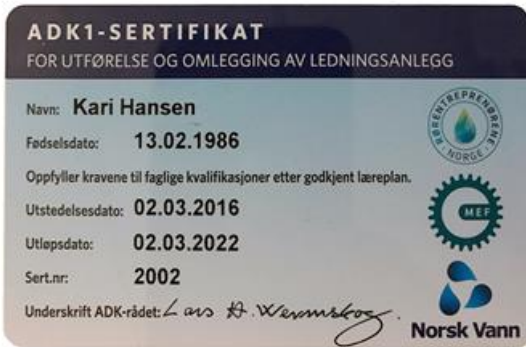 ADK1-SERTIFIKAT
FOR UTFØRELSE OG OMLEGGING AV LEDNINGSANLEGG
Navn: Kari Hansen
Fødselsdato: 13.02.1986
Oppfyller kravene til faglige kvalifikasjoner etter godkjent læreplan.
Utstedelsesdato: 02.03.2016
Utløpsdato: 02.03.2022
Sert.nr: 2002
Underskrift ADK-rådet: Lars A. Wermskog
RØRENTREPRENØRENE
· NORGE ·
MEF
Norsk Vann